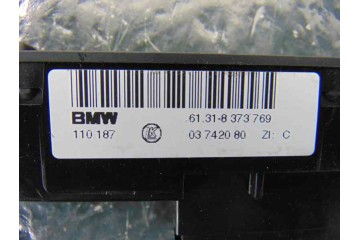 BMW 61.31-8 373 769
110 187 03 7420 80 ZI: C